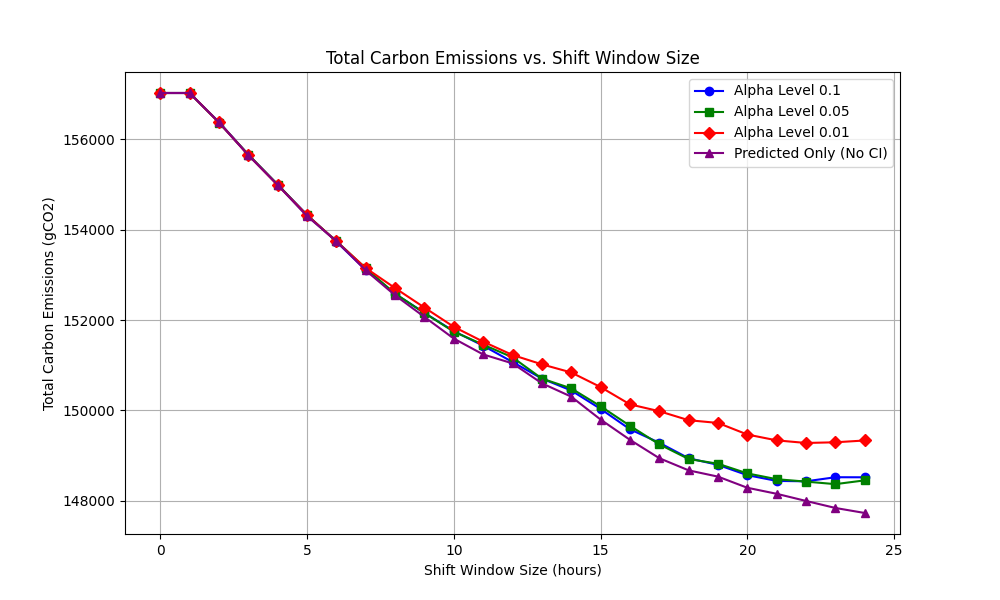 Total Carbon Emissions vs. Shift Window Size
Alpha Level 0.1
Alpha Level 0.05
Alpha Level 0.01
Predicted Only (No CI)
Total Carbon Emissions (gCO2)
156000
154000
152000
150000
148000
0 5 10 15 20 25
Shift Window Size (hours)